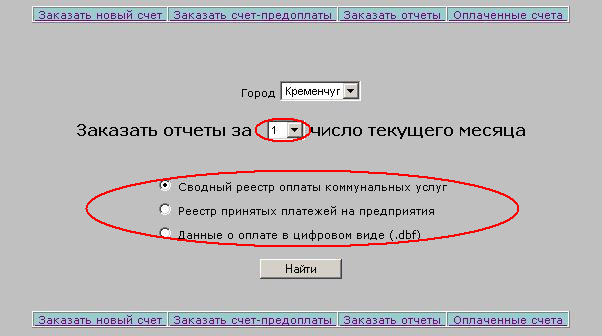 Заказать новый счет Заказать счет-предоплаты Заказать отчеты Оплаченные счета
Город Кременчуг
Заказать отчеты за 1 число текущего месяца
Сводный реестр оплаты коммунальных услуг
Реестр принятых платежей на предприятия
Данные о оплате в цифровом виде (.dbf)
Найти
Заказать новый счет Заказать счет-предоплаты Заказать отчеты Оплаченные счета